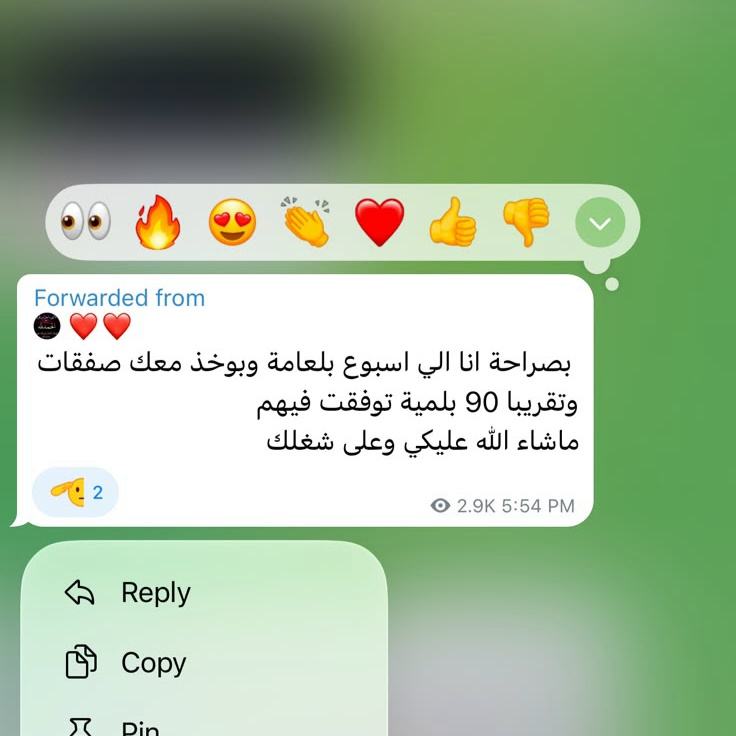 Forwarded from
❤️❤️
بصراحة انا الي اسبوع بلعامة وبوخذ معك صفقات
وتقريبا 90 بلمية توفقت فيهم
ماشاء الله عليكي وعلى شغلك
2
2.9K 5:54 PM
Reply
Copy
Pin